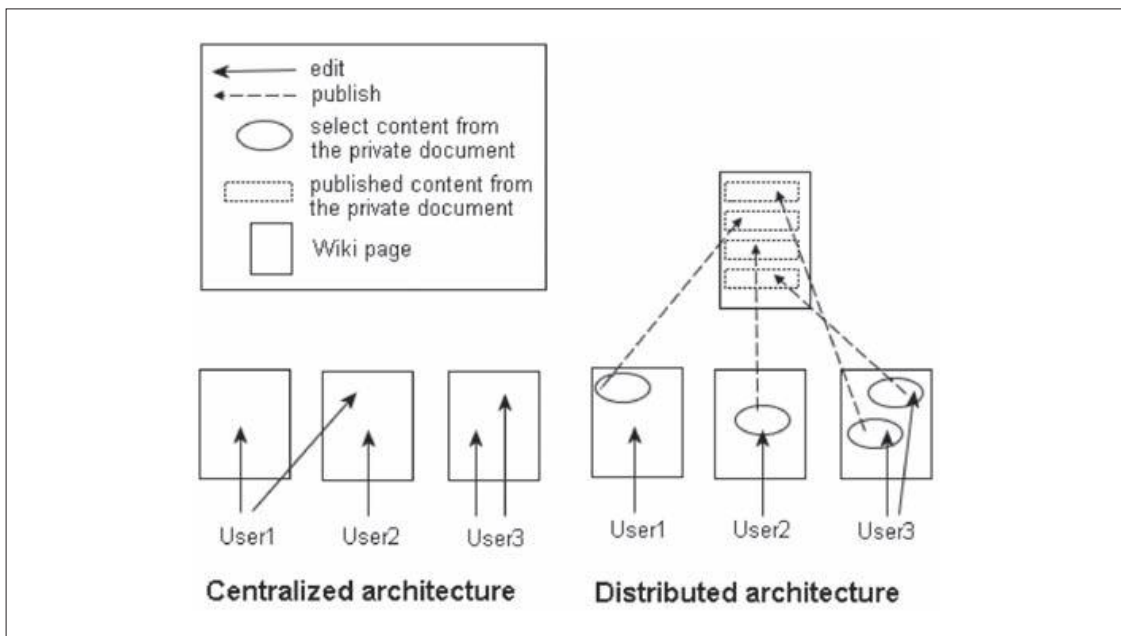 edit
publish
select content from
the private document
published content from
the private document
Wiki page
User1 User2 User3
User1 User2 User3
Centralized architecture
Distributed architecture